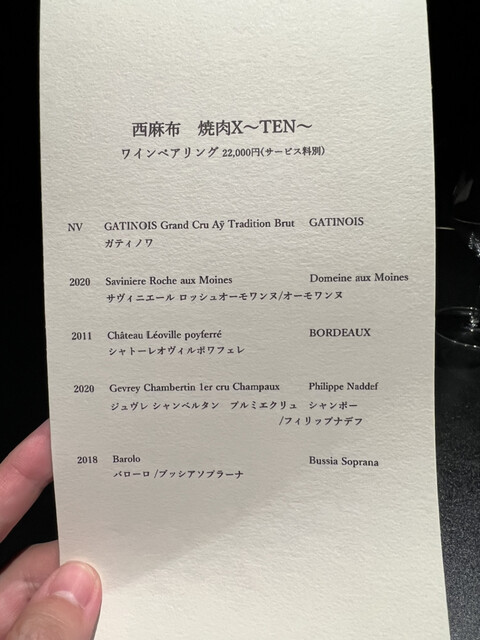 西麻布　焼肉X～TEN～
ワインペアリング 22,000円(サービス料別)
NV GATINOIS Grand Cru Aÿ Tradition Brut GATINOIS
ガティノワ
2020 Saviniere Roche aux Moines Domeine aux Moines
サヴィニエール ロッシュオーモワンヌ/オーモワンヌ
2011 Château Léoville poyferré BORDEAUX
シャトーレオヴィルポワフェレ
2020 Gevrey Chambertin 1er cru Champaux Philippe Naddef
ジュヴレ シャンベルタン　プルミエクリュ　シャンポー
/フィリップナデフ
2018 Barolo Bussia Soprana
バローロ /ブッシアソプラーナ